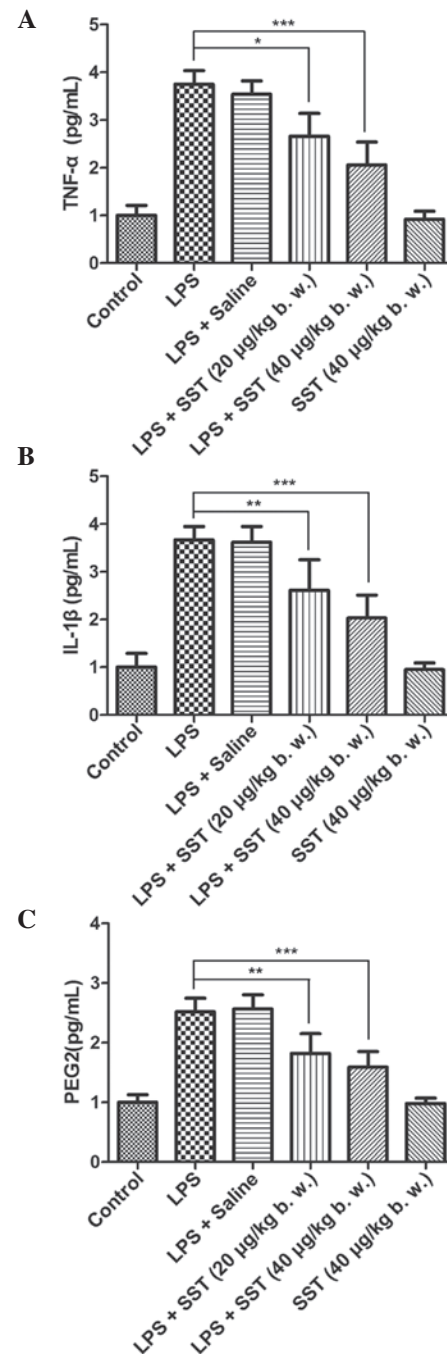 A
***
*
TNF-α (pg/mL)
5
4
3
2
1
0
Control
LPS
LPS + Saline
LPS + SST (20 μg/kg b. w.)
LPS + SST (40 μg/kg b. w.)
SST (40 μg/kg b. w.)
B
***
**
IL-1β (pg/mL)
5
4
3
2
1
0
Control
LPS
LPS + Saline
LPS + SST (20 μg/kg b. w.)
LPS + SST (40 μg/kg b. w.)
SST (40 μg/kg b. w.)
C
***
**
PEG2(pg/mL)
4
3
2
1
0
Control
LPS
LPS + Saline
LPS + SST (20 μg/kg b. w.)
LPS + SST (40 μg/kg b. w.)
SST (40 μg/kg b. w.)